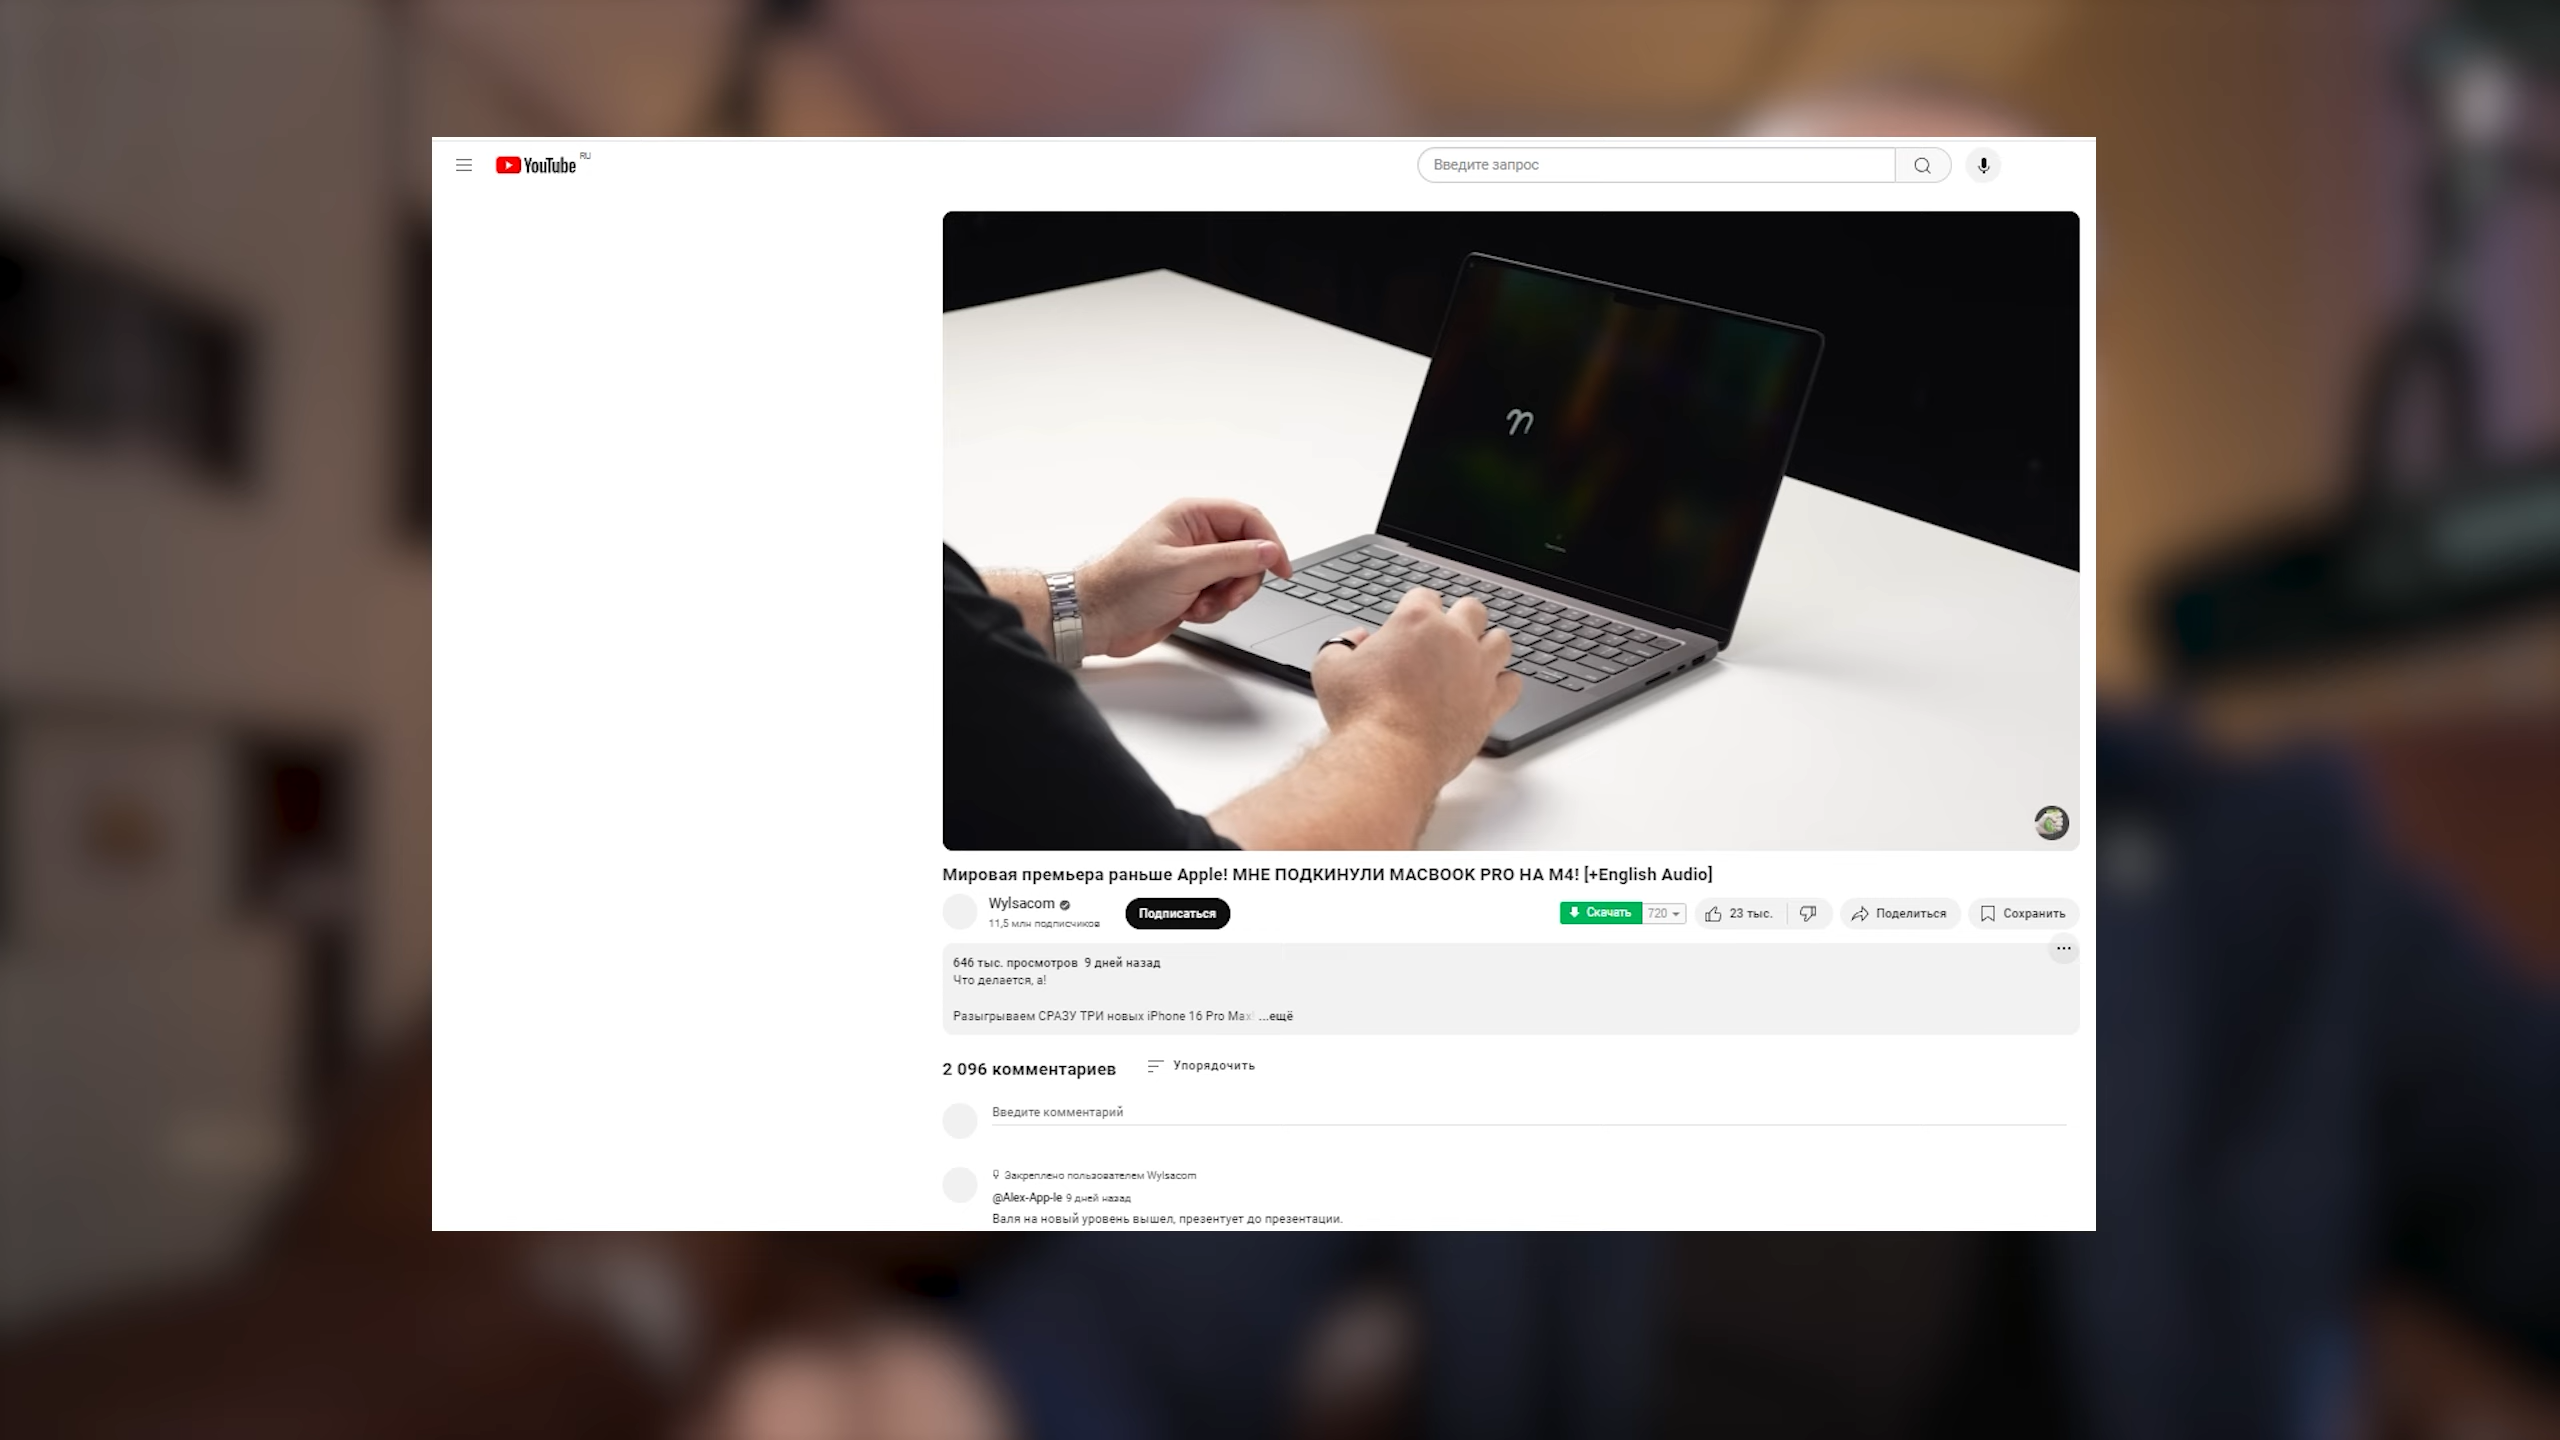 YouTube RU
Введите запрос
Мировая премьера раньше Apple! МНЕ ПОДКИНУЛИ MACBOOK PRO НА M4! [+English Audio]
Wylsacom
11,5 млн подписчиков
Подписаться
Скачать
720
23 тыс.
Поделиться
Сохранить
646 тыс. просмотров 9 дней назад
Что делается, а!
Разыгрываем СРАЗУ ТРИ новых iPhone 16 Pro Max ...ещё
2 096 комментариев
Упорядочить
Введите комментарий
Закреплено пользователем Wylsacom
@Alex-App-le 9 дней назад
Валя на новый уровень вышел, презентует до презентации.